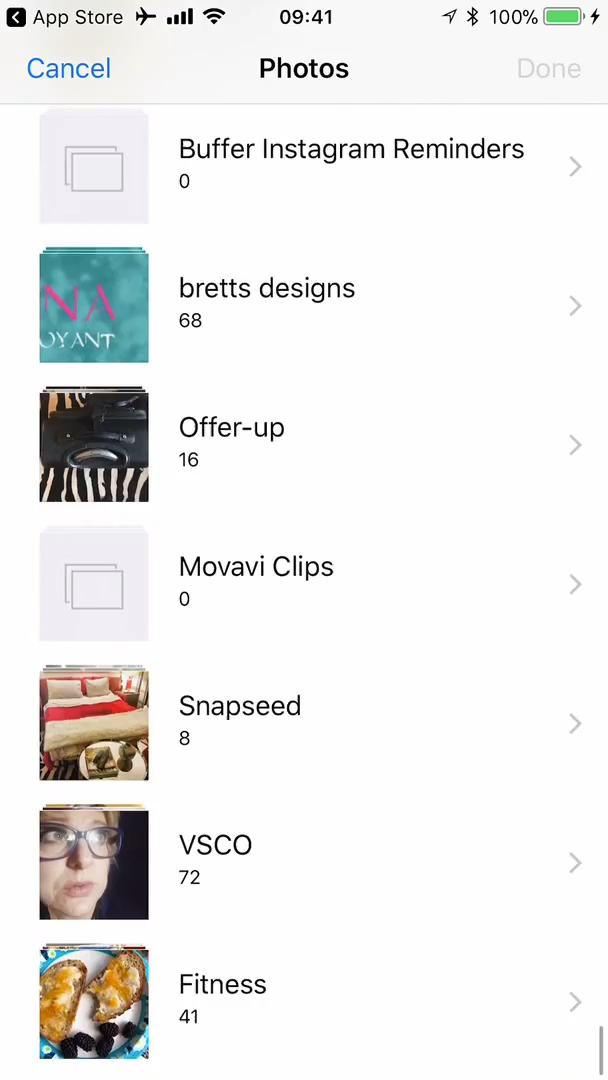 App Store
09:41
100%
Cancel
Photos
Done
Buffer Instagram Reminders
0
bretts designs
68
NA
OYANT
Offer-up
16
Movavi Clips
0
Snapseed
8
VSCO
72
Fitness
41